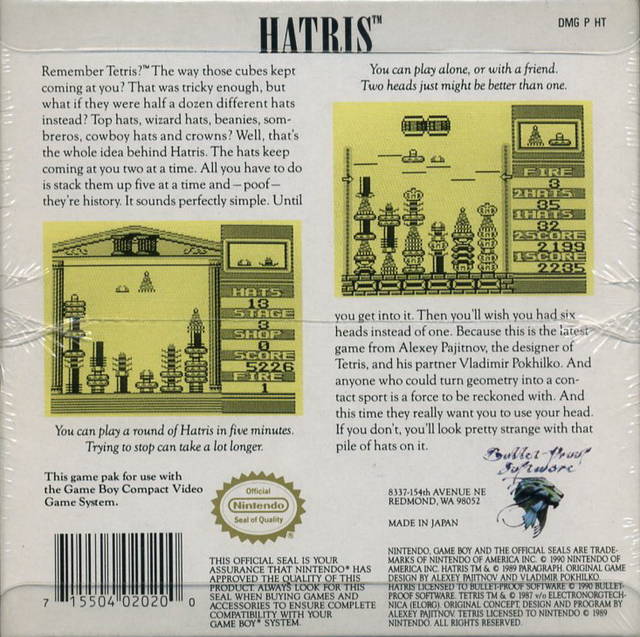 HATRIS™
DMG P HT
Remember Tetris?™ The way those cubes kept
coming at you? That was tricky enough, but
what if they were half a dozen different hats
instead? Top hats, wizard hats, beanies, som-
breros, cowboy hats and crowns? Well, that's
the whole idea behind Hatris. The hats keep
coming at you two at a time. All you have to do
is stack them up five at a time and — poof —
they're history. It sounds perfectly simple. Until
HATS
13
STAGE
3
SHOP
0
SCORE
5226
FIRE
1
You can play a round of Hatris in five minutes.
Trying to stop can take a lot longer.
This game pak for use with
the Game Boy Compact Video
Game System.
Official
Nintendo
Seal of Quality
7 15504 02020 0
THIS OFFICIAL SEAL IS YOUR
ASSURANCE THAT NINTENDO® HAS
APPROVED THE QUALITY OF THIS
PRODUCT. ALWAYS LOOK FOR THIS
SEAL WHEN BUYING GAMES AND
ACCESSORIES TO ENSURE COMPLETE
COMPATIBILITY WITH YOUR
GAME BOY® SYSTEM.
You can play alone, or with a friend.
Two heads just might be better than one.
FIRE
3
2HATS
35
1HATS
32
2SCORE
2199
1SCORE
2235
you get into it. Then you'll wish you had six
heads instead of one. Because this is the latest
game from Alexey Pajitnov, the designer of
Tetris, and his partner Vladimir Pokhilko. And
anyone who could turn geometry into a con-
tact sport is a force to be reckoned with. And
this time they really want you to use your head.
If you don't, you'll look pretty strange with that
pile of hats on it.
Bullet-Proof
Software
8337-154th AVENUE NE
REDMOND, WA 98052
MADE IN JAPAN
NINTENDO, GAME BOY AND THE OFFICIAL SEALS ARE TRADE-
MARKS OF NINTENDO OF AMERICA INC. © 1990 NINTENDO OF
AMERICA INC. HATRIS TM & © 1989 PARAGRAPH. ORIGINAL GAME
DESIGN BY ALEXEY PAJITNOV AND VLADIMIR POKHILKO.
HATRIS LICENSED TO BULLET-PROOF SOFTWARE © 1990 BULLET-
PROOF SOFTWARE. TETRIS TM & © 1987 V/O ELECTRONORGTECH-
NICA (ELORG). ORIGINAL CONCEPT, DESIGN AND PROGRAM BY
ALEXEY PAJITNOV. TETRIS LICENSED TO NINTENDO © 1989
NINTENDO. ALL RIGHTS RESERVED.